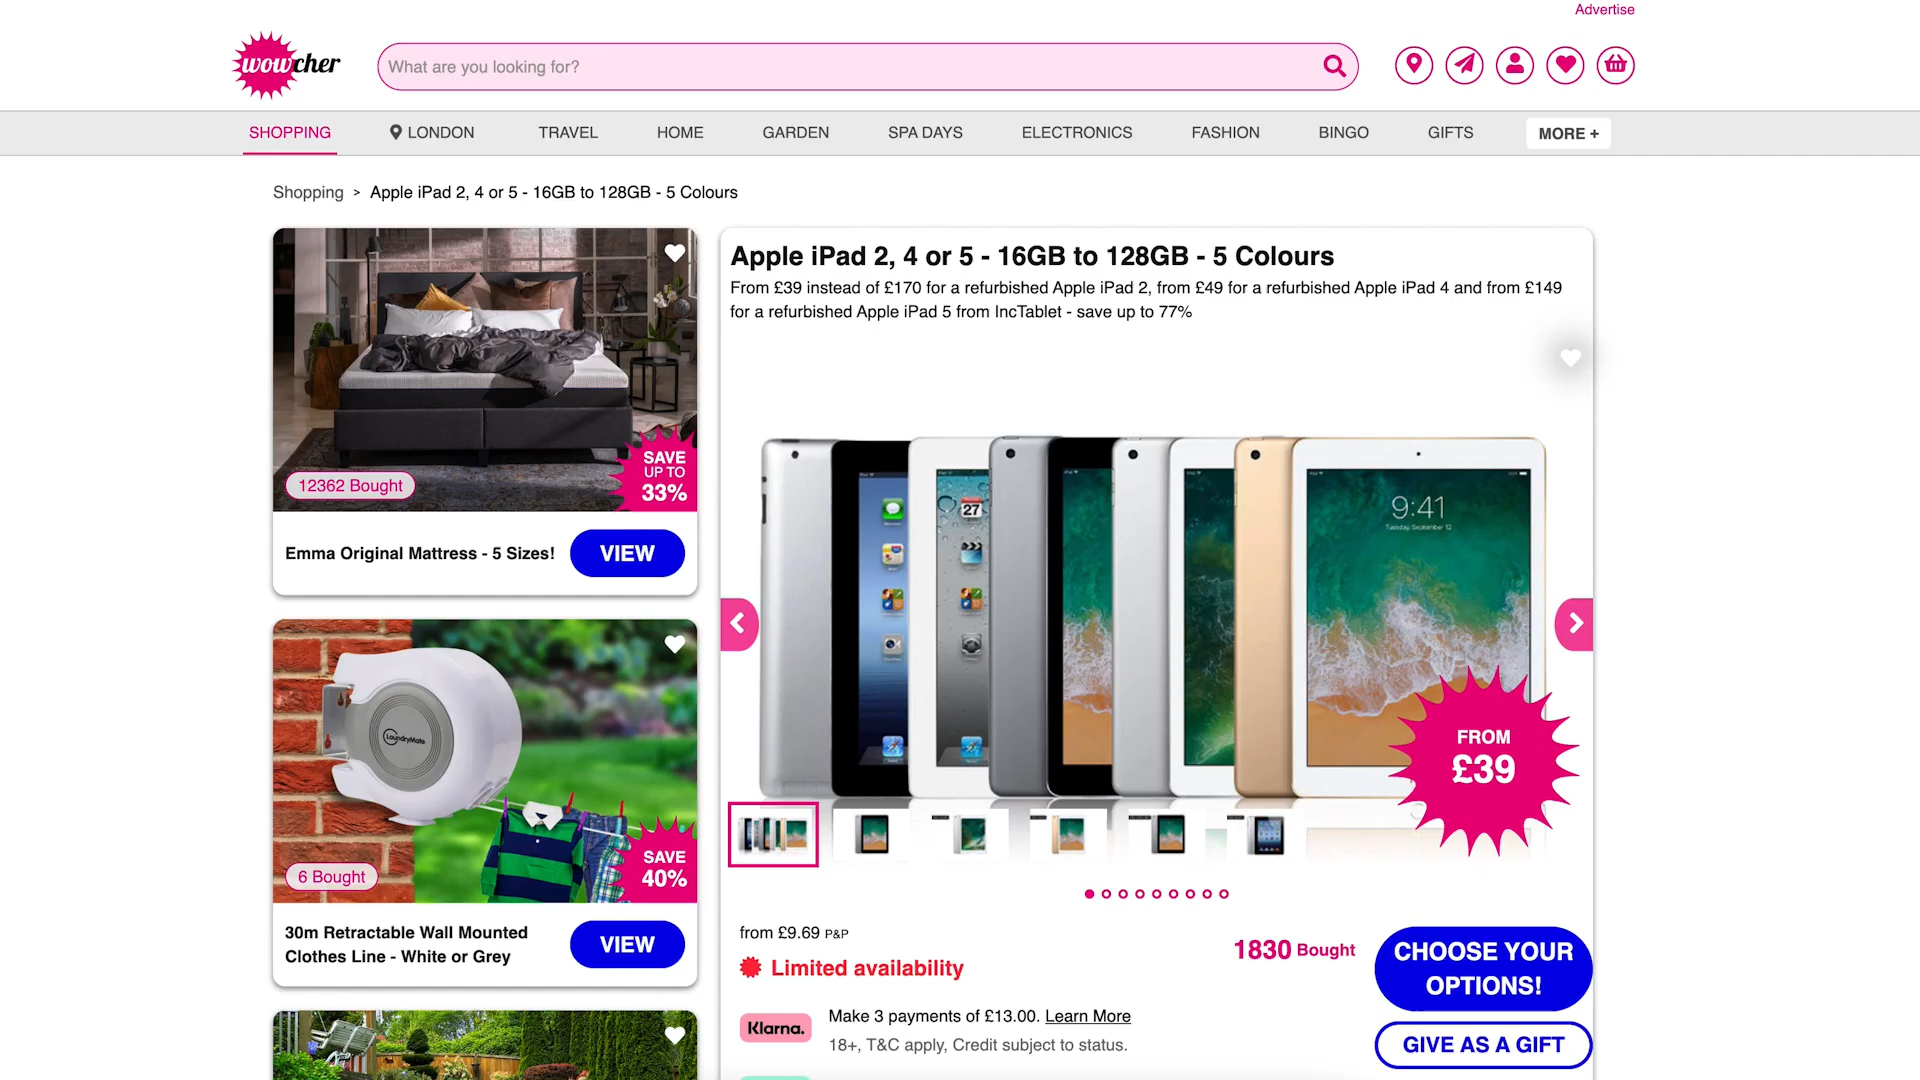 Advertise
wowcher
What are you looking for?
SHOPPING
LONDON
TRAVEL
HOME
GARDEN
SPA DAYS
ELECTRONICS
FASHION
BINGO
GIFTS
MORE +
Shopping > Apple iPad 2, 4 or 5 - 16GB to 128GB - 5 Colours
SAVE
UP TO
33%
12362 Bought
Emma Original Mattress - 5 Sizes!
VIEW
LaundryMate
SAVE
40%
6 Bought
30m Retractable Wall Mounted
Clothes Line - White or Grey
VIEW
Apple iPad 2, 4 or 5 - 16GB to 128GB - 5 Colours
From £39 instead of £170 for a refurbished Apple iPad 2, from £49 for a refurbished Apple iPad 4 and from £149
for a refurbished Apple iPad 5 from IncTablet - save up to 77%
27
9:41
Tuesday, September 12
FROM
£39
from £9.69 P&P
Limited availability
1830 Bought
CHOOSE YOUR
OPTIONS!
Klarna.
Make 3 payments of £13.00. Learn More
18+, T&C apply, Credit subject to status.
GIVE AS A GIFT